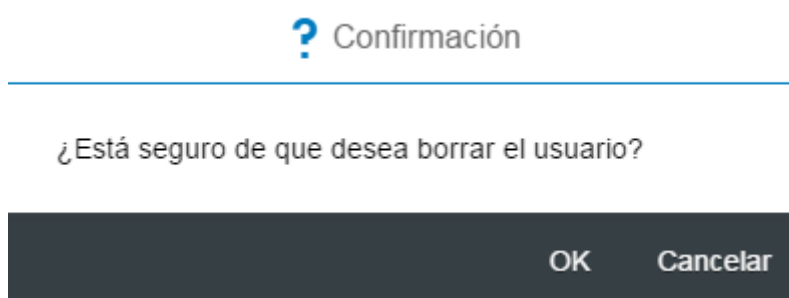 ? Confirmación
¿Está seguro de que desea borrar el usuario?
OK Cancelar